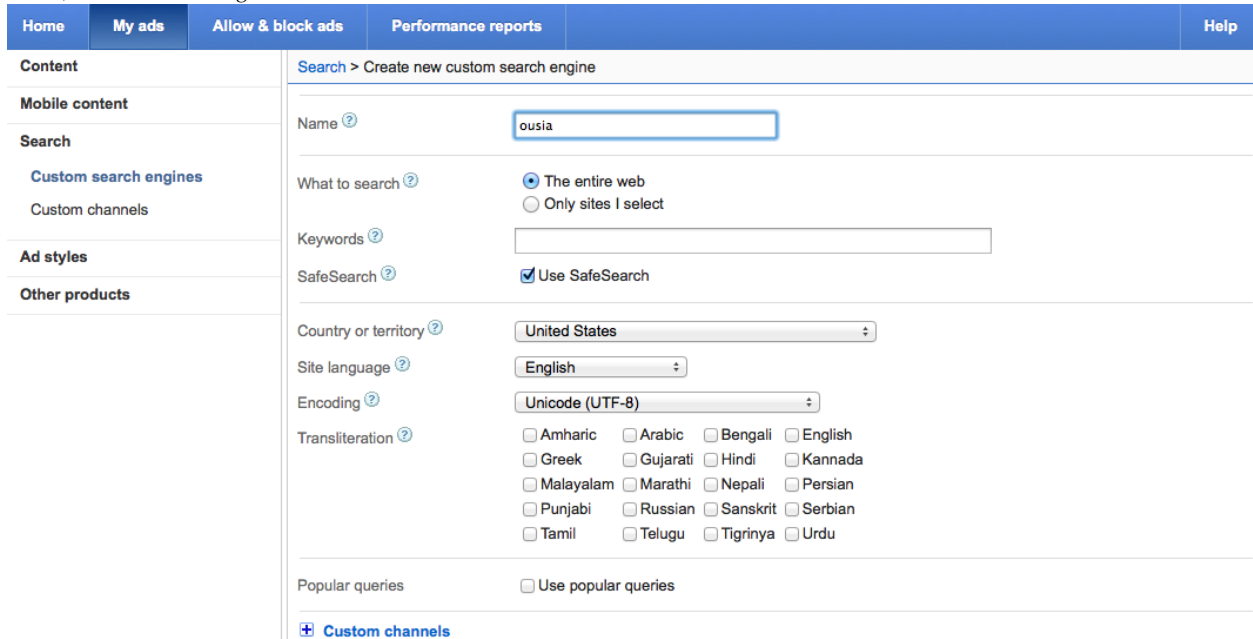 Home My ads Allow & block ads Performance reports Help
Content
Mobile content
Search
Custom search engines
Custom channels
Ad styles
Other products
Search > Create new custom search engine
Name ? ousia
What to search ? The entire web
Only sites I select
Keywords ?
SafeSearch ? Use SafeSearch
Country or territory ? United States
Site language ? English
Encoding ? Unicode (UTF-8)
Transliteration ? Amharic Arabic Bengali English
Greek Gujarati Hindi Kannada
Malayalam Marathi Nepali Persian
Punjabi Russian Sanskrit Serbian
Tamil Telugu Tigrinya Urdu
Popular queries Use popular queries
+ Custom channels